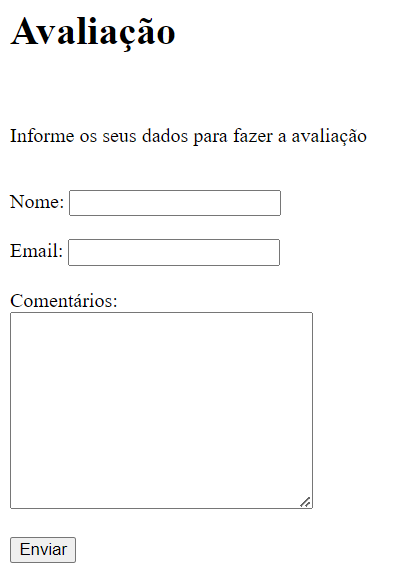 Avaliação
Informe os seus dados para fazer a avaliação
Nome:
Email:
Comentários:
Enviar